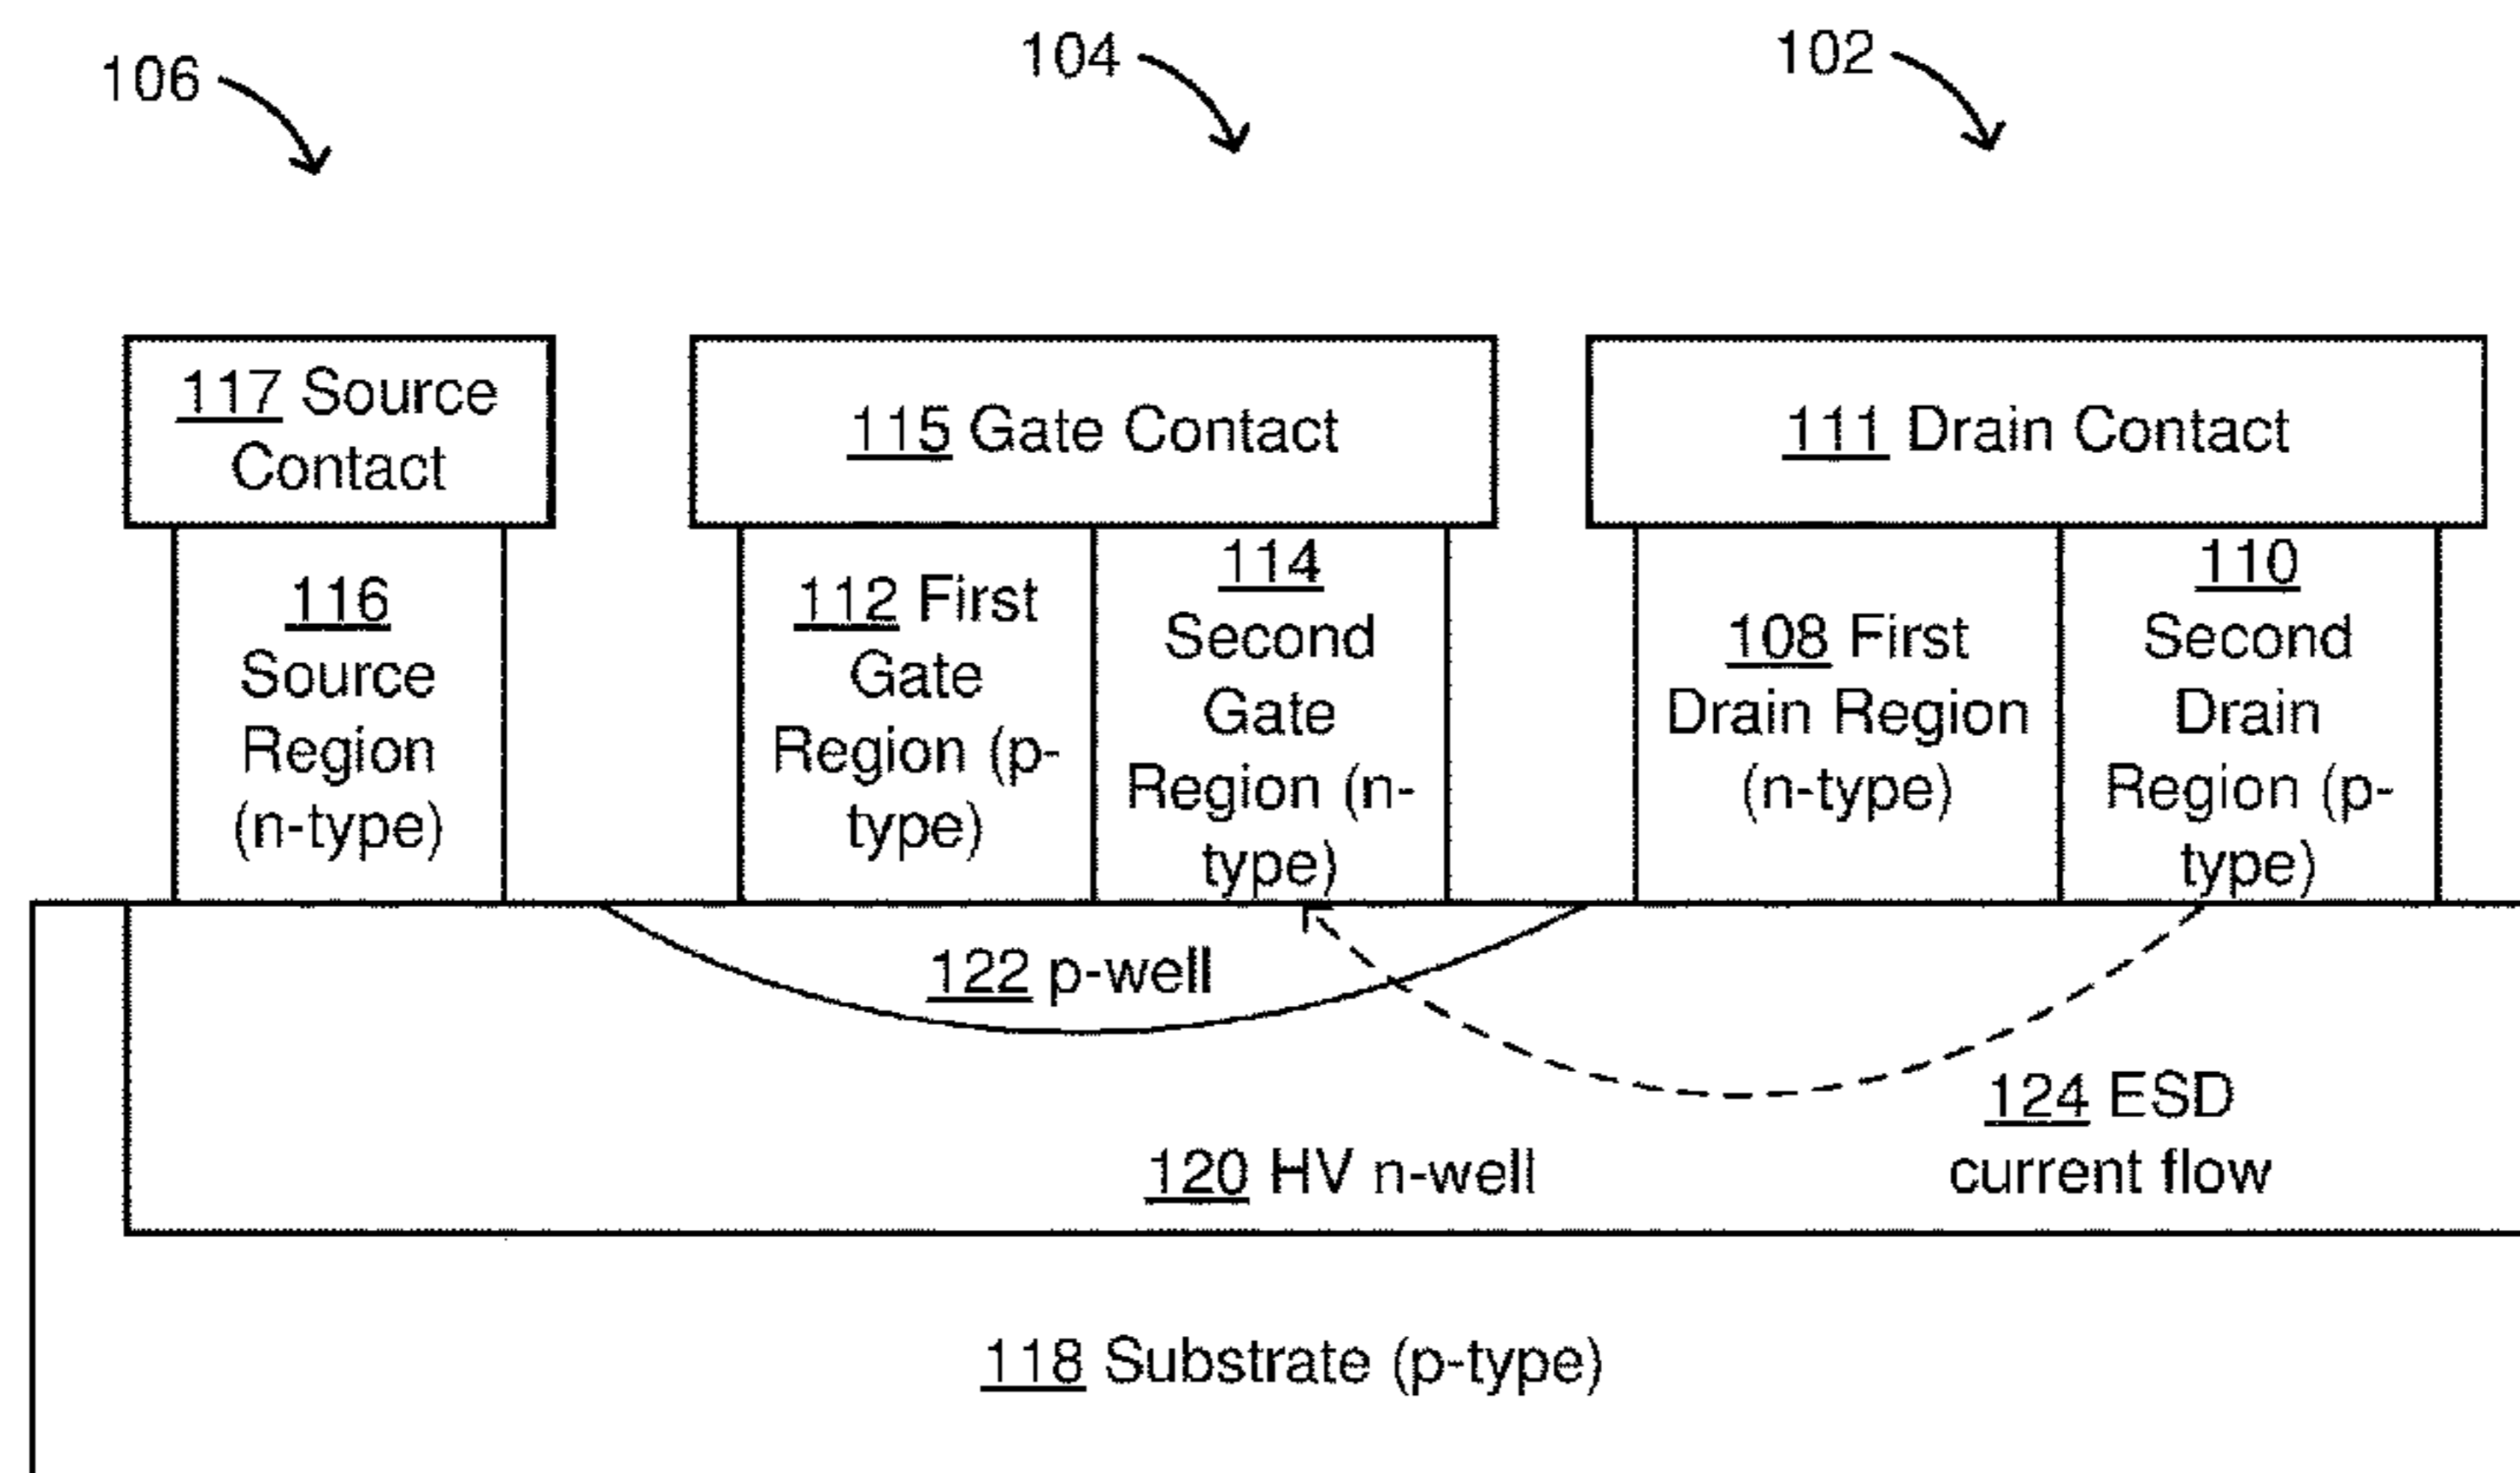 106
104
102
117 Source
Contact
115 Gate Contact
111 Drain Contact
116
Source
Region
(n-type)
112 First
Gate
Region (p-
type)
114
Second
Gate
Region (n-
type)
108 First
Drain Region
(n-type)
110
Second
Drain
Region (p-
type)
122 p-well
124 ESD
current flow
120 HV n-well
118 Substrate (p-type)